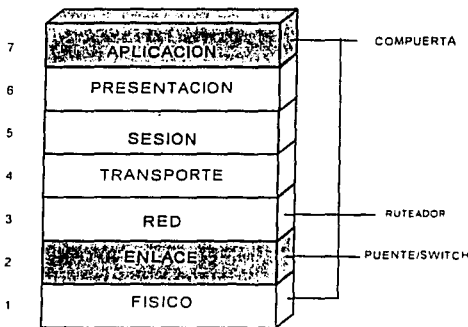 7 APLICACION COMPUERTA
6 PRESENTACION
5 SESION
4 TRANSPORTE
3 RED RUTEADOR
2 ENLACE PUENTE/SWITCH
1 FISICO